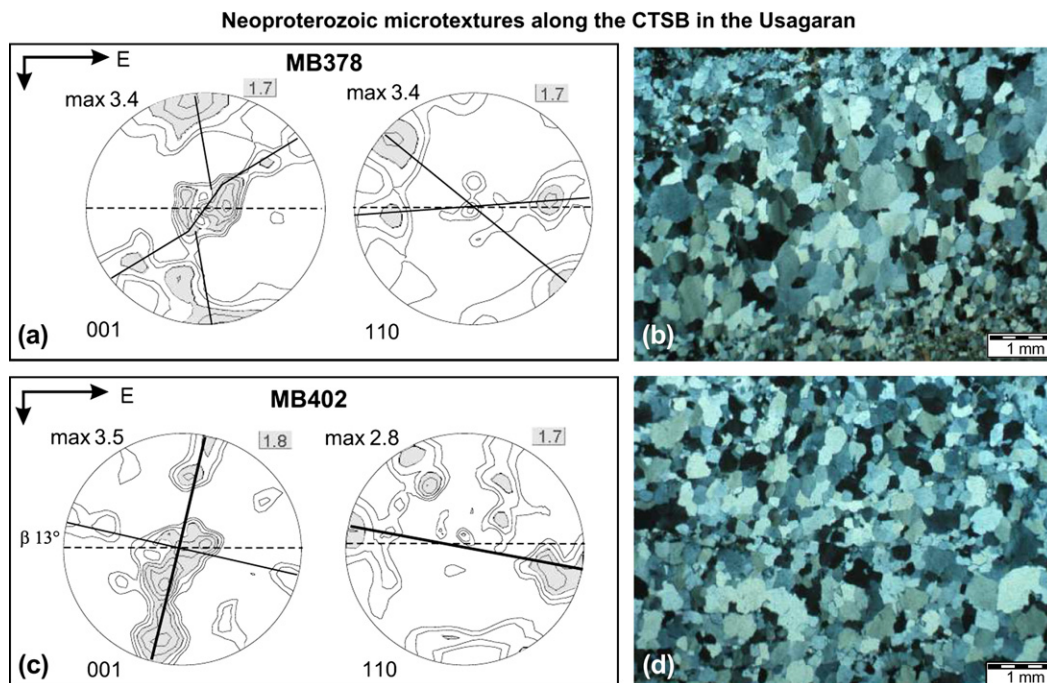 Neoproterozoic microtextures along the CTSB in the Usagaran
E
MB378
max 3.4
1.7
max 3.4
1.7
(a)
001
110
(b)
1 mm
E
MB402
max 3.5
1.8
max 2.8
1.7
β 13°
(c)
001
110
(d)
1 mm